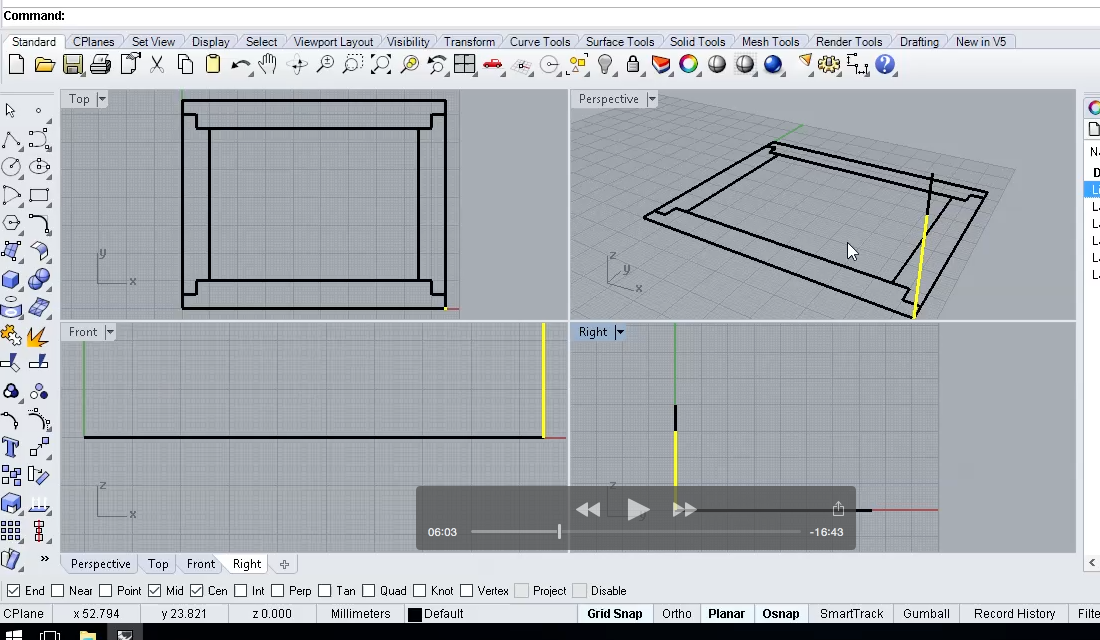 Command:
Standard CPlanes Set View Display Select Viewport Layout Visibility Transform Curve Tools Surface Tools Solid Tools Mesh Tools Render Tools Drafting New in V5
Top
Perspective
y
x
z
y
x
Front
Right
z
x
z
06:03
-16:43
Perspective Top Front Right
End Near Point Mid Cen Int Perp Tan Quad Knot Vertex Project Disable
CPlane x 52.794 y 23.821 z 0.000 Millimeters Default Grid Snap Ortho Planar Osnap SmartTrack Gumball Record History Filte